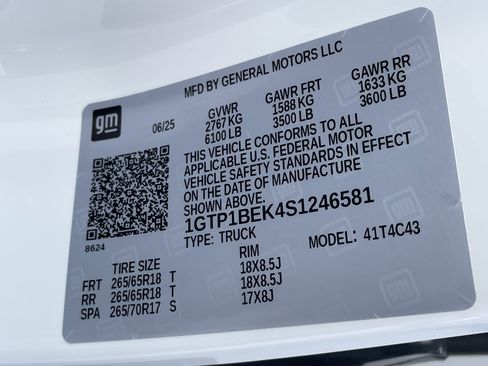 MFD BY GENERAL MOTORS LLC
gm
06/25
GVWR
2767 KG
6100 LB
GAWR FRT
1588 KG
3500 LB
GAWR RR
1633 KG
3600 LB
THIS VEHICLE CONFORMS TO ALL
APPLICABLE U.S. FEDERAL MOTOR
VEHICLE SAFETY STANDARDS IN EFFECT
ON THE DATE OF MANUFACTURE
SHOWN ABOVE.
1GTP1BEK4S1246581
8624
TYPE: TRUCK
MODEL: 41T4C43
TIRE SIZE RIM
FRT 265/65R18 T 18X8.5J
RR 265/65R18 T 18X8.5J
SPA 265/70R17 S 17X8J